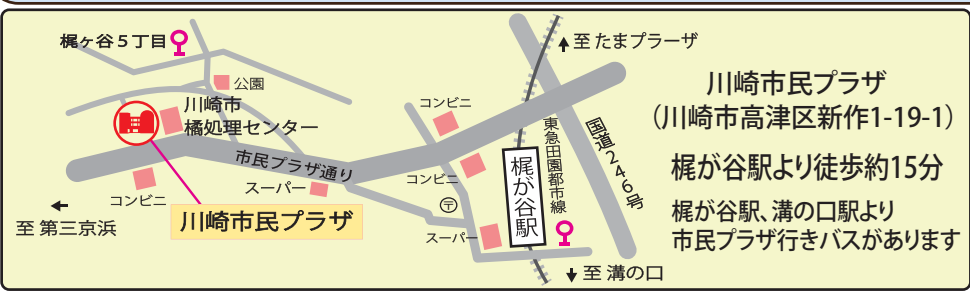 梶ヶ谷5丁目
公園
川崎市
橘処理センター
市民プラザ通り
コンビニ
スーパー
川崎市民プラザ
至 第三京浜
コンビニ
コンビニ
〒
スーパー
梶が谷駅
東急田園都市線
国道246号
至 たまプラーザ
至 溝の口
川崎市民プラザ
(川崎市高津区新作1-19-1)
梶が谷駅より徒歩約15分
梶が谷駅、溝の口駅より
市民プラザ行きバスがあります